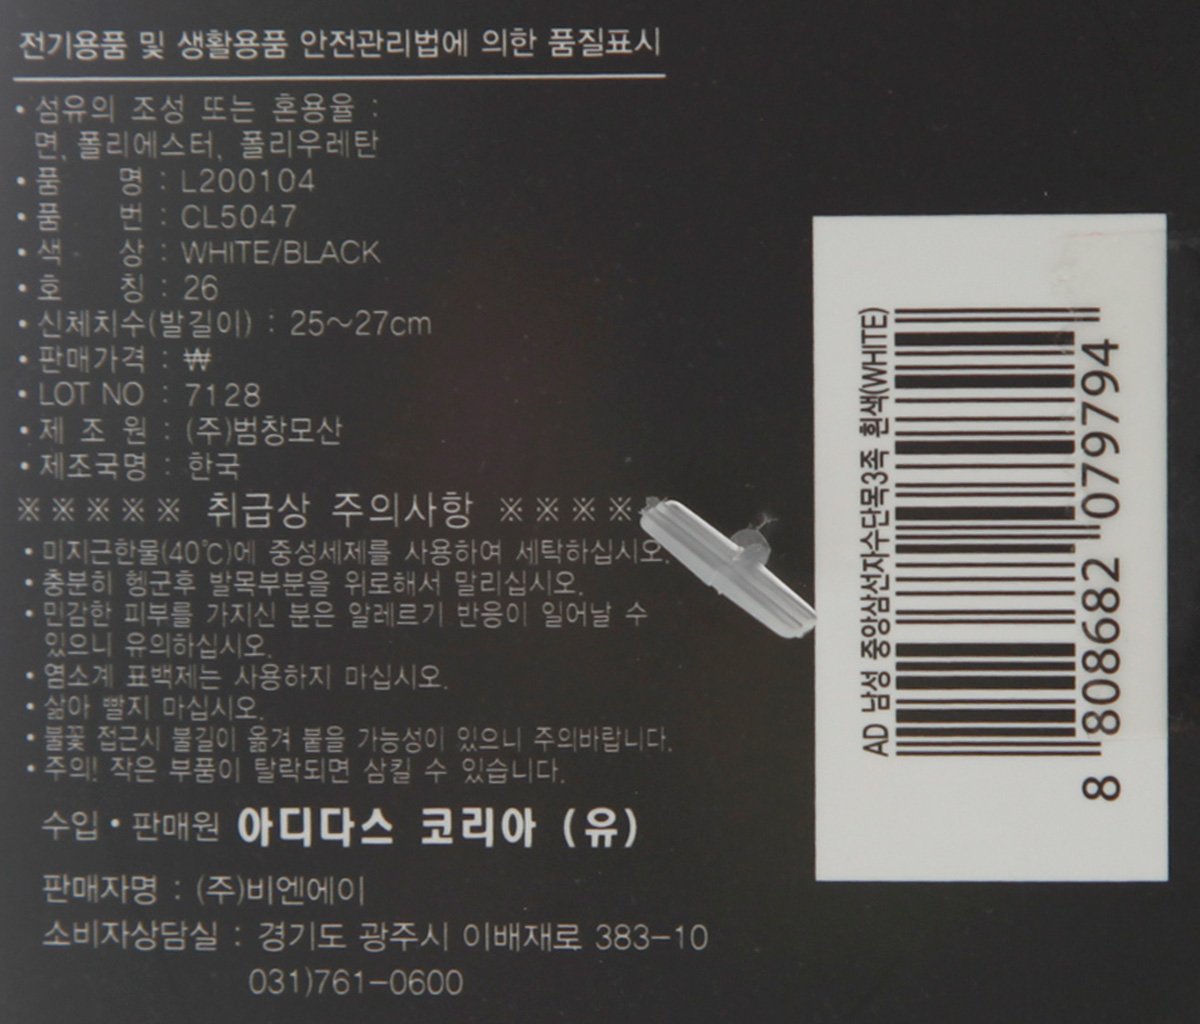 전기용품 및 생활용품 안전관리법에 의한 품질표시
• 섬유의 조성 또는 혼용율 :
면, 폴리에스터, 폴리우레탄
• 품 명 : L200104
• 품 번 : CL5047
• 색 상 : WHITE/BLACK
• 호 칭 : 26
• 신체치수(발길이) : 25~27cm
• 판매가격 : ₩
• LOT NO : 7128
• 제 조 원 : (주)범창모산
• 제조국명 : 한국
※※※※※ 취급상 주의사항 ※※※※
• 미지근한물(40℃)에 중성세제를 사용하여 세탁하십시오.
• 충분히 헹군후 발목부분을 위로해서 말리십시오.
• 민감한 피부를 가지신 분은 알레르기 반응이 일어날 수
있으니 유의하십시오.
• 염소계 표백제는 사용하지 마십시오.
• 삶아 빨지 마십시오.
• 불꽃 접근시 불길이 옮겨 붙을 가능성이 있으니 주의바랍니다.
• 주의! 작은 부품이 탈락되면 삼킬 수 있습니다.
수입 • 판매원 아디다스 코리아 (유)
판매자명 : (주)비엔에이
소비자상담실 : 경기도 광주시 이배재로 383-10
031)761-0600
AD 남성 중앙삼선자수단목3족 흰색(WHITE)
8 808682 079794